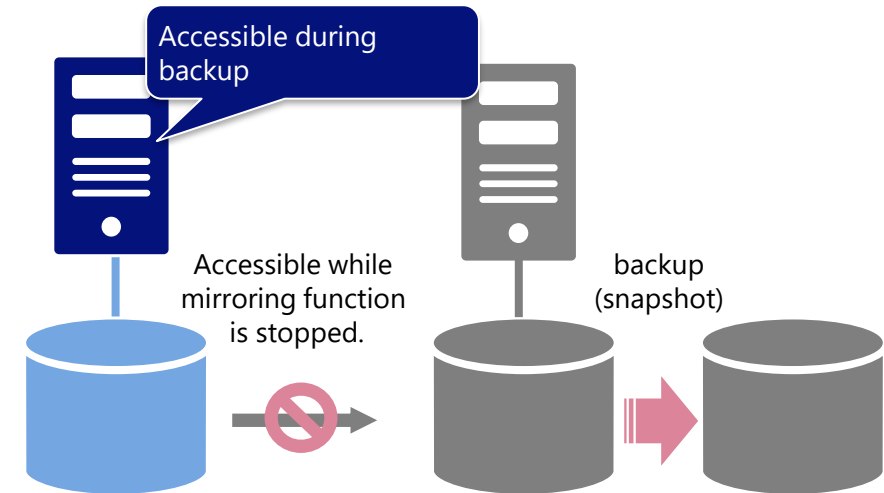 Accessible during
backup
Accessible while
mirroring function
is stopped.
backup
(snapshot)